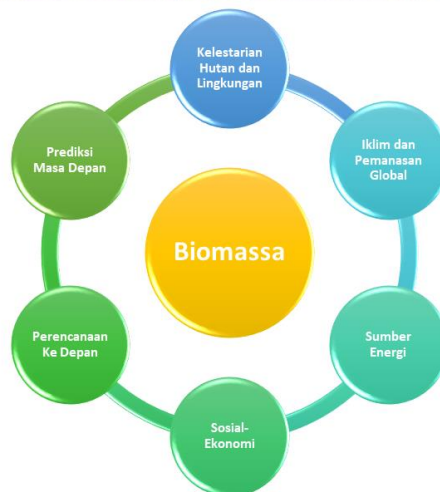 Kelestarian
Hutan dan
Lingkungan
Iklim dan
Pemanasan
Global
Sumber
Energi
Sosial-
Ekonomi
Perencanaan
Ke Depan
Prediksi
Masa Depan
Biomassa